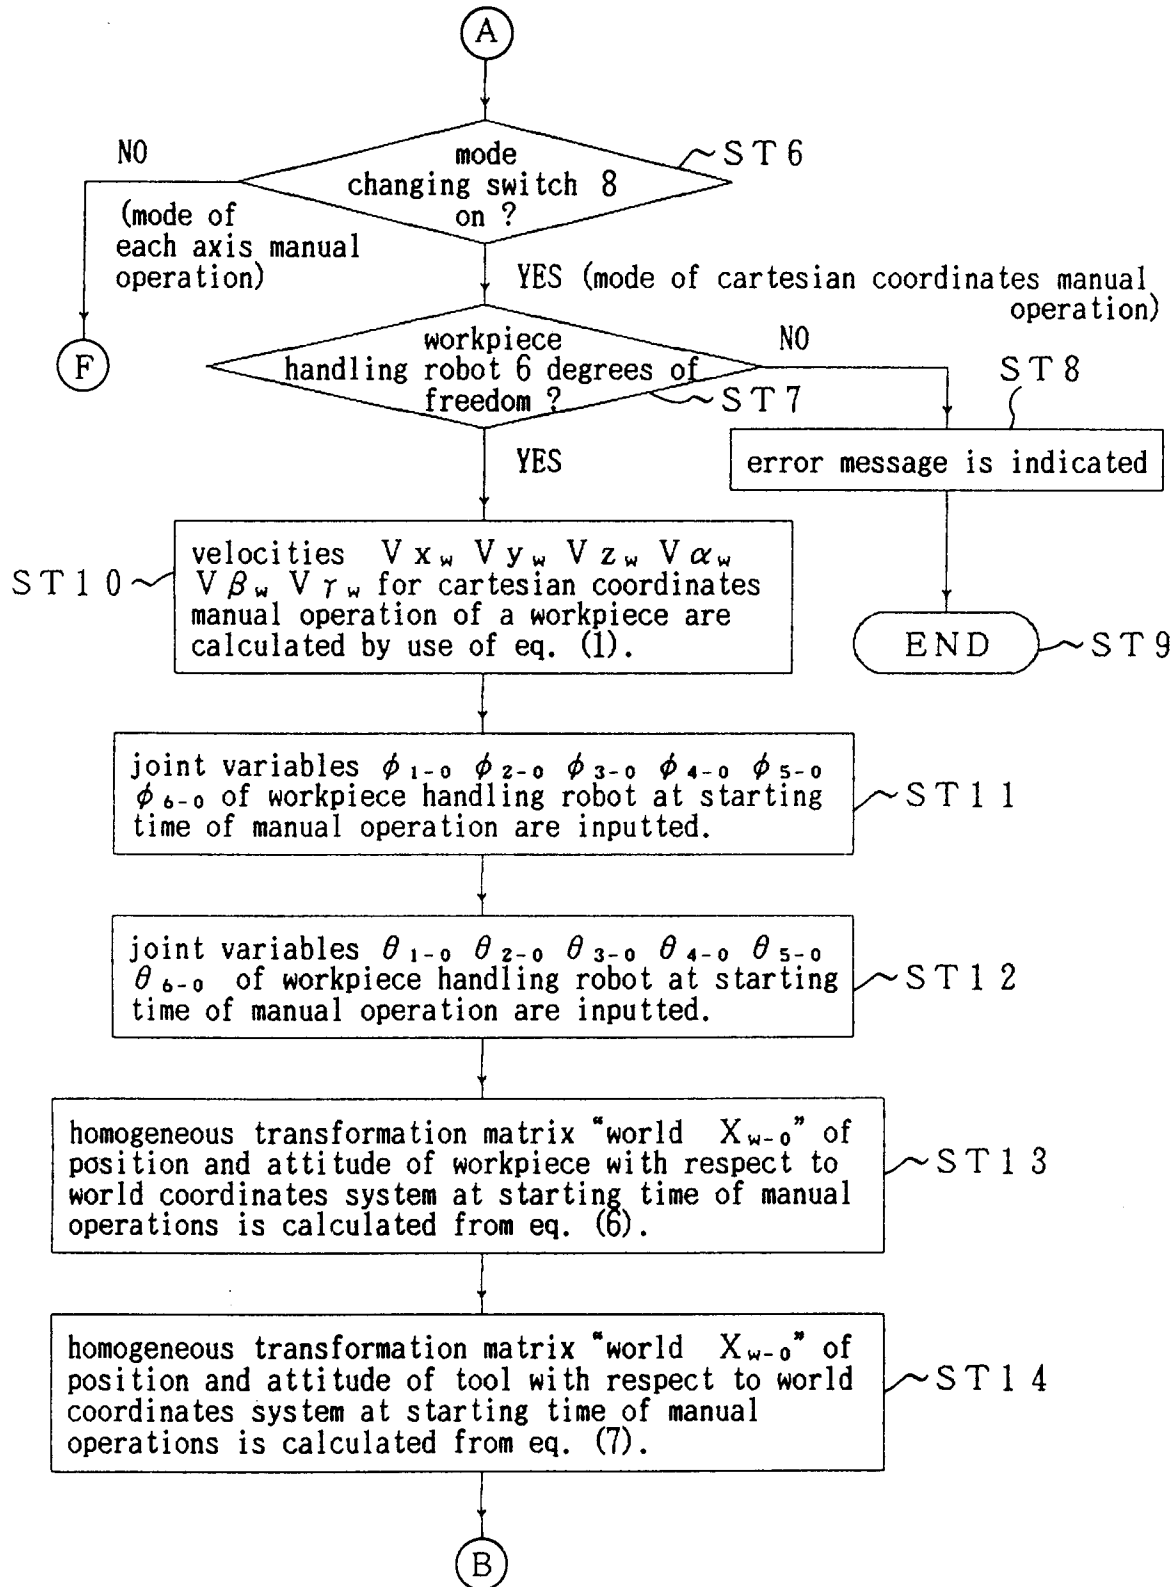 A
NO
mode
changing switch 8
on ?
ST6
(mode of
each axis manual
operation)
YES (mode of cartesian coordinates manual
operation)
F
workpiece
handling robot 6 degrees of
freedom ?
ST7
NO
ST8
YES
error message is indicated
ST10
velocities Vxw Vyw Vzw Vαw
Vβw Vγw for cartesian coordinates
manual operation of a workpiece are
calculated by use of eq. (1).
END
ST9
joint variables ϕ1-0 ϕ2-0 ϕ3-0 ϕ4-0 ϕ5-0
ϕ6-0 of workpiece handling robot at starting
time of manual operation are inputted.
ST11
joint variables θ1-0 θ2-0 θ3-0 θ4-0 θ5-0
θ6-0 of workpiece handling robot at starting
time of manual operation are inputted.
ST12
homogeneous transformation matrix "world Xw-0" of
position and attitude of workpiece with respect to
world coordinates system at starting time of manual
operations is calculated from eq. (6).
ST13
homogeneous transformation matrix "world Xw-0" of
position and attitude of tool with respect to world
coordinates system at starting time of manual
operations is calculated from eq. (7).
ST14
B